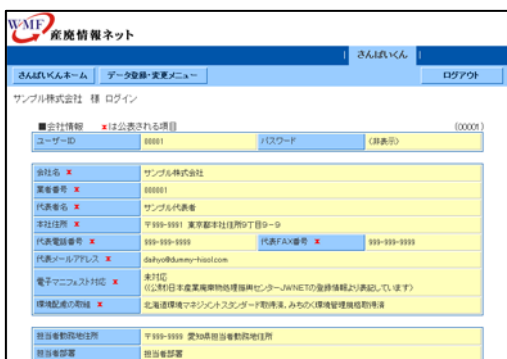 WMF 産廃情報ネット
| さんぱいくん |
さんぱいくんホーム データ登録・変更メニュー ログアウト
サンプル株式会社 様 ログイン
■会社情報 ×は公表される項目 (00001)
ユーザーID 00001 パスワード (非表示)
会社名 × サンプル株式会社
業者番号 × 000001
代表者名 × サンプル代表者
本社住所 × 〒999-9991 東京都本社住所9丁目9-9
代表電話番号 × 999-999-9999 代表FAX番号 × 999-999-9999
代表メールアドレス × daihyo@dummy-hisol.com
電子マニフェスト対応 × 未対応
((公財)日本産業廃棄物処理振興センターJWNETの登録情報より表記しています)
環境配慮の取組 × 北海道環境マネジメントスタンダード取得済, みちのく環境管理規格取得済
担当者勤務地住所 〒999-9999 愛知県担当者勤務地住所
担当者部署 担当者部署